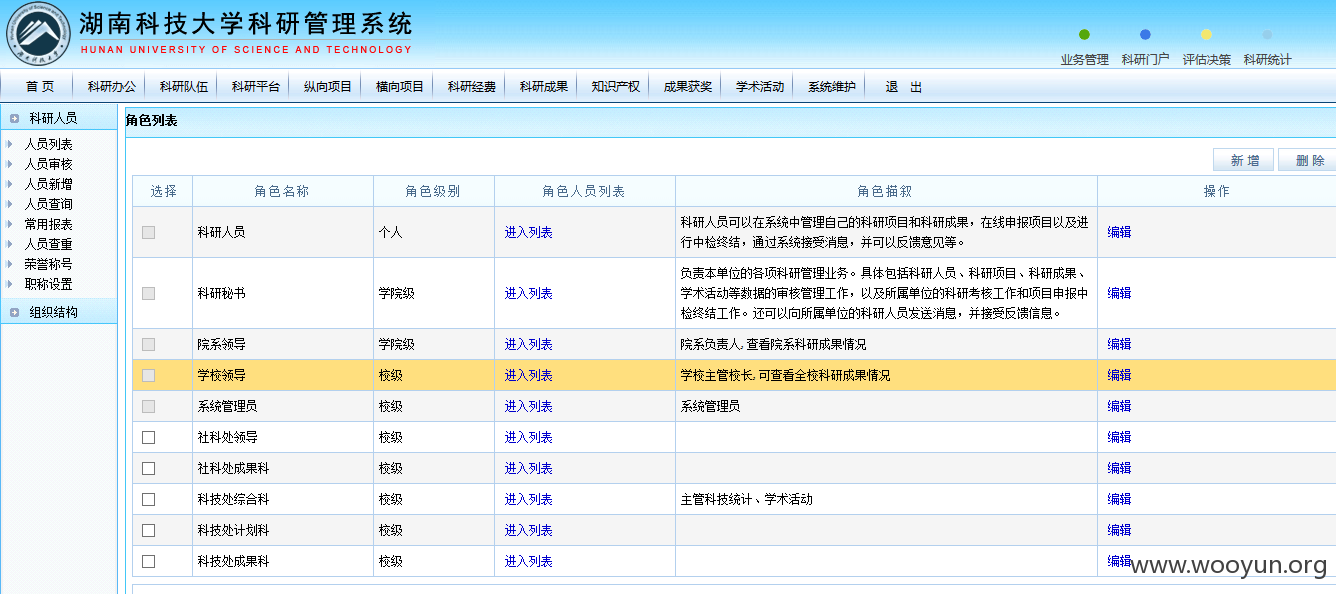 湖南科技大学科研管理系统
HUNAN UNIVERSITY OF SCIENCE AND TECHNOLOGY
业务管理 科研门户 评估决策 科研统计
首 页 科研办公 科研队伍 科研平台 纵向项目 横向项目 科研经费 科研成果 知识产权 成果获奖 学术活动 系统维护 退 出
科研人员
人员列表
人员审核
人员新增
人员查询
常用报表
人员查重
荣誉称号
职称设置
组织结构
角色列表
新 增 删 除
选择 角色名称 角色级别 角色人员列表 角色描叙 操作
科研人员 个人 进入列表 科研人员可以在系统中管理自己的科研项目和科研成果，在线申报项目以及进
行中检终结，通过系统接受消息，并可以反馈意见等。 编辑
科研秘书 学院级 进入列表 负责本单位的各项科研管理业务。具体包括科研人员、科研项目、科研成果、
学术活动等数据的审核管理工作，以及所属单位的科研考核工作和项目申报中
检终结工作。还可以向所属单位的科研人员发送消息，并接受反馈信息。 编辑
院系领导 学院级 进入列表 院系负责人,查看院系科研成果情况 编辑
学校领导 校级 进入列表 学校主管校长,可查看全校科研成果情况 编辑
系统管理员 校级 进入列表 系统管理员 编辑
社科处领导 校级 进入列表 编辑
社科处成果科 校级 进入列表 编辑
科技处综合科 校级 进入列表 主管科技统计、学术活动 编辑
科技处计划科 校级 进入列表 编辑
科技处成果科 校级 进入列表 编辑
www.wooyun.org